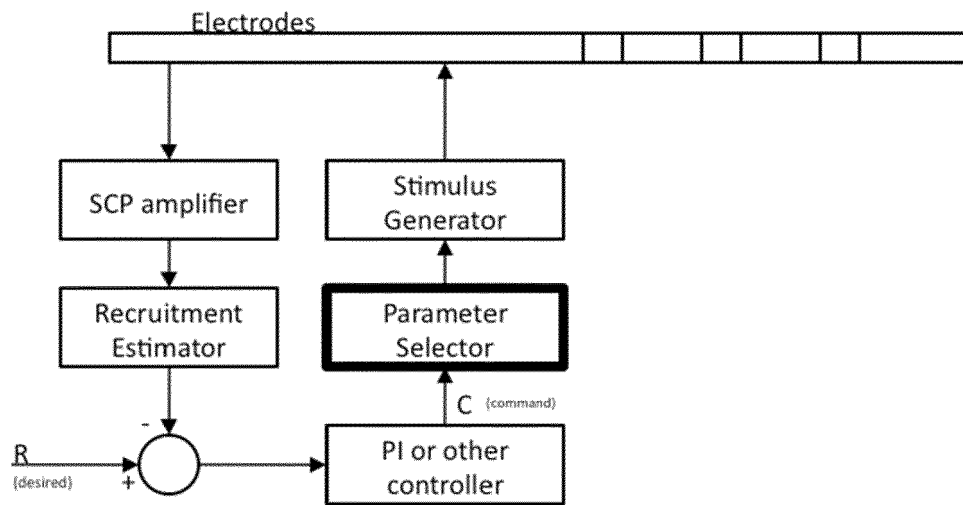 Electrodes
SCP amplifier
Stimulus
Generator
Recruitment
Estimator
Parameter
Selector
C (command)
-
R
(desired)
+
PI or other
controller